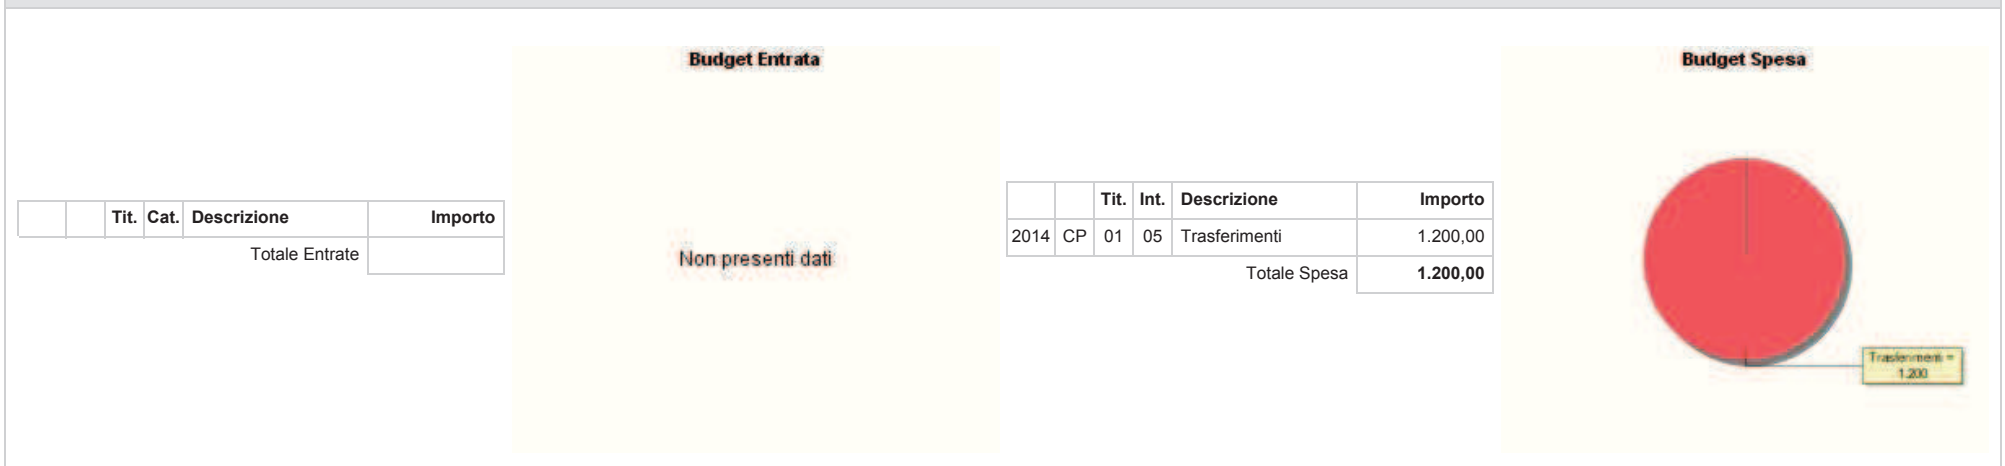 Budget Entrata
Budget Spesa
Tit. Cat. Descrizione Importo
Totale Entrate
Non presenti dati
Tit. Int. Descrizione Importo
2014 CP 01 05 Trasferimenti 1.200,00
Totale Spesa 1.200,00
Trasferimenti =
1.200